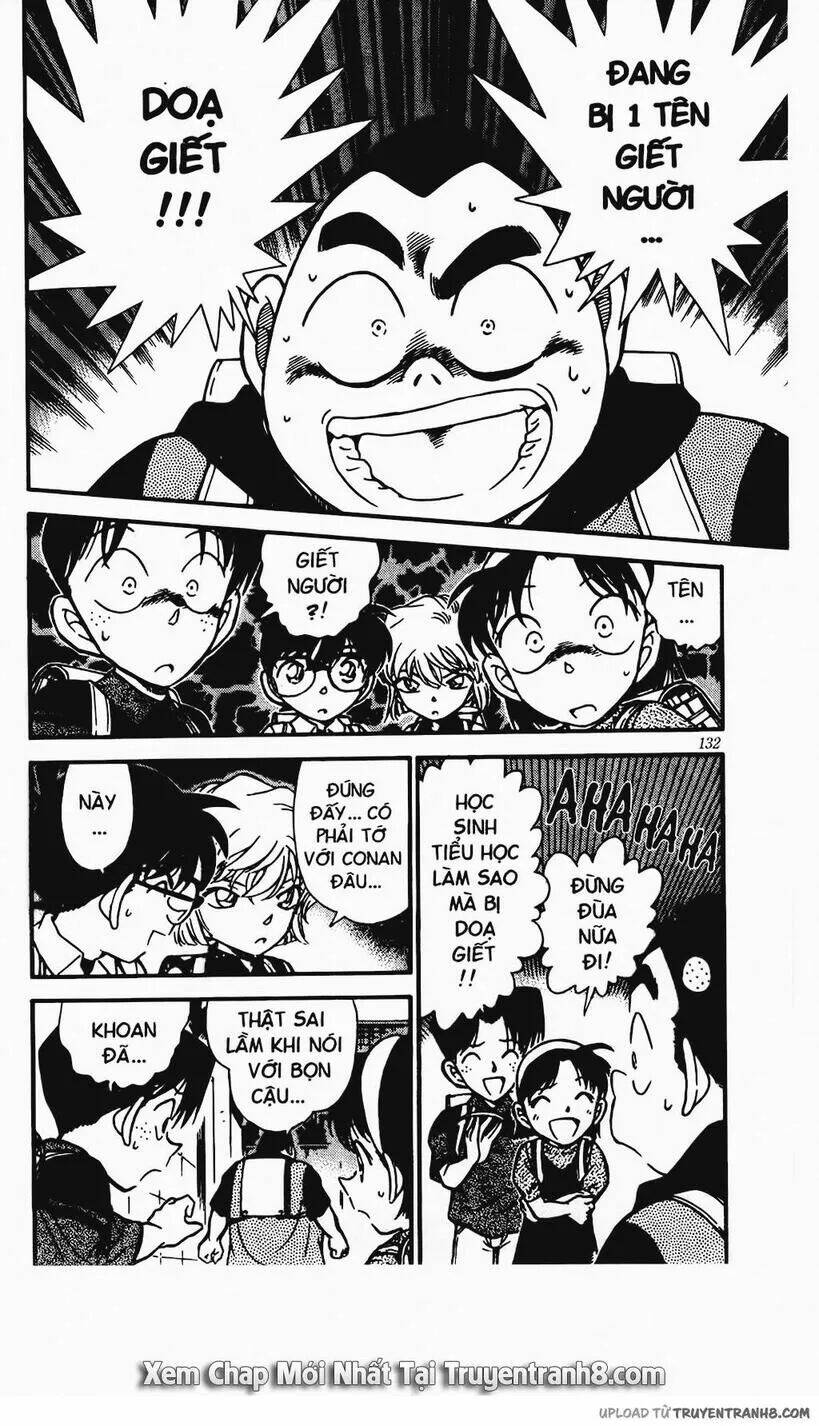 ĐANG
BỊ 1 TÊN
GIẾT
NGƯỜI
...
DOẠ
GIẾT
!!!
TÊN
...
GIẾT
NGƯỜI
?!
132
AHAHAHA
HỌC
SINH
TIỂU HỌC
LÀM SAO
MÀ BỊ
DOẠ
GIẾT
!!
ĐỪNG
ĐÙA
NỮA
ĐI!
ĐÚNG
ĐẤY... CÓ
PHẢI TỚ
VỚI CONAN
ĐÂU...
NÀY
...
THẬT SAI
LẦM KHI NÓI
VỚI BỌN
CẬU...
KHOAN
ĐÃ...
Xem Chap Mới Nhất Tại Truyentranh8.com
UPLOAD TỪ TRUYENTRANH8.COM